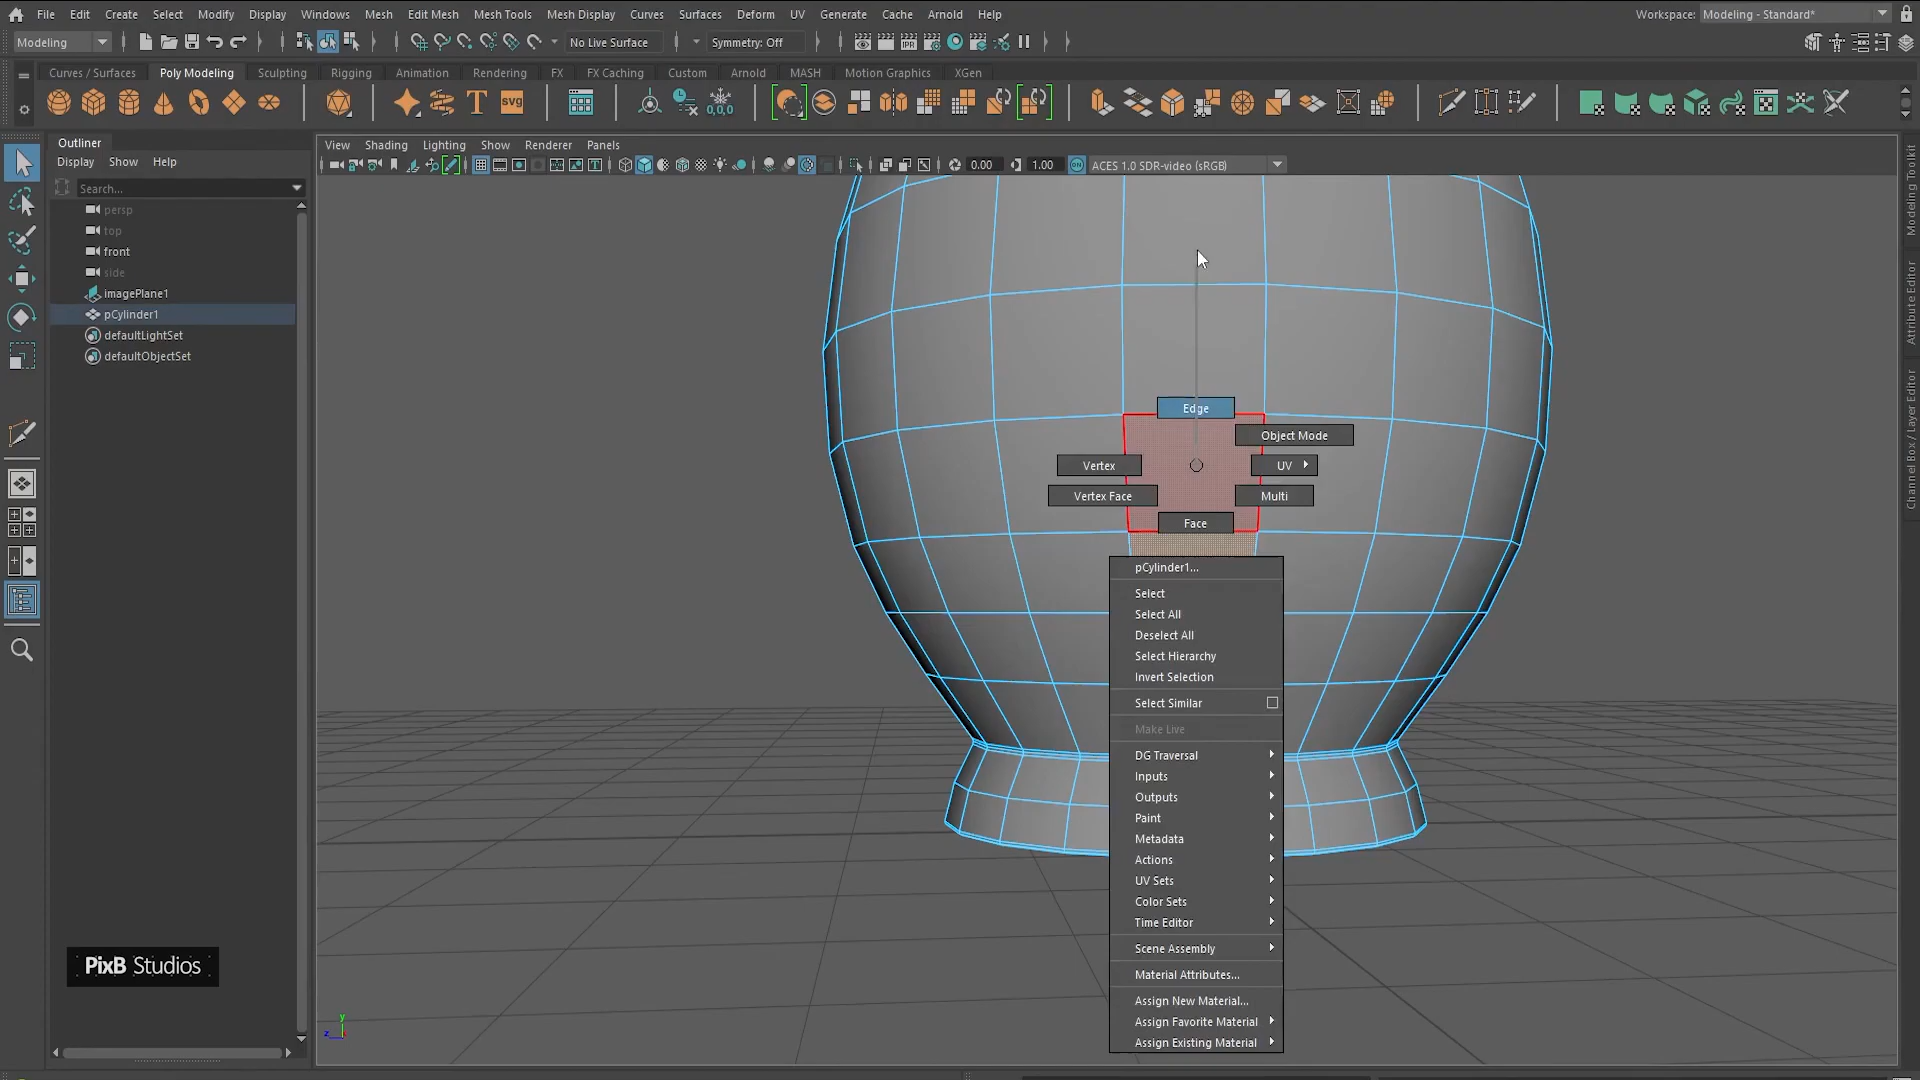 File Edit Create Select Modify Display Windows Mesh Edit Mesh Mesh Tools Mesh Display Curves Surfaces Deform UV Generate Cache Arnold Help Workspace: Modeling - Standard*
Modeling No Live Surface Symmetry: Off
Curves / Surfaces Poly Modeling Sculpting Rigging Animation Rendering FX FX Caching Custom Arnold MASH Motion Graphics XGen
T SVG 0,0,0
Outliner
Display Show Help
Search...
persp
top
front
side
imagePlane1
pCylinder1
defaultLightSet
defaultObjectSet
View Shading Lighting Show Renderer Panels
0.00 1.00 ACES 1.0 SDR-video (sRGB)
Edge
Object Mode
Vertex
UV
Vertex Face
Multi
Face
pCylinder1...
Select
Select All
Deselect All
Select Hierarchy
Invert Selection
Select Similar
Make Live
DG Traversal
Inputs
Outputs
Paint
Metadata
Actions
UV Sets
Color Sets
Time Editor
Scene Assembly
Material Attributes...
Assign New Material...
Assign Favorite Material
Assign Existing Material
PixB Studios
y
z
Modeling Toolkit
Attribute Editor
Channel Box / Layer Editor